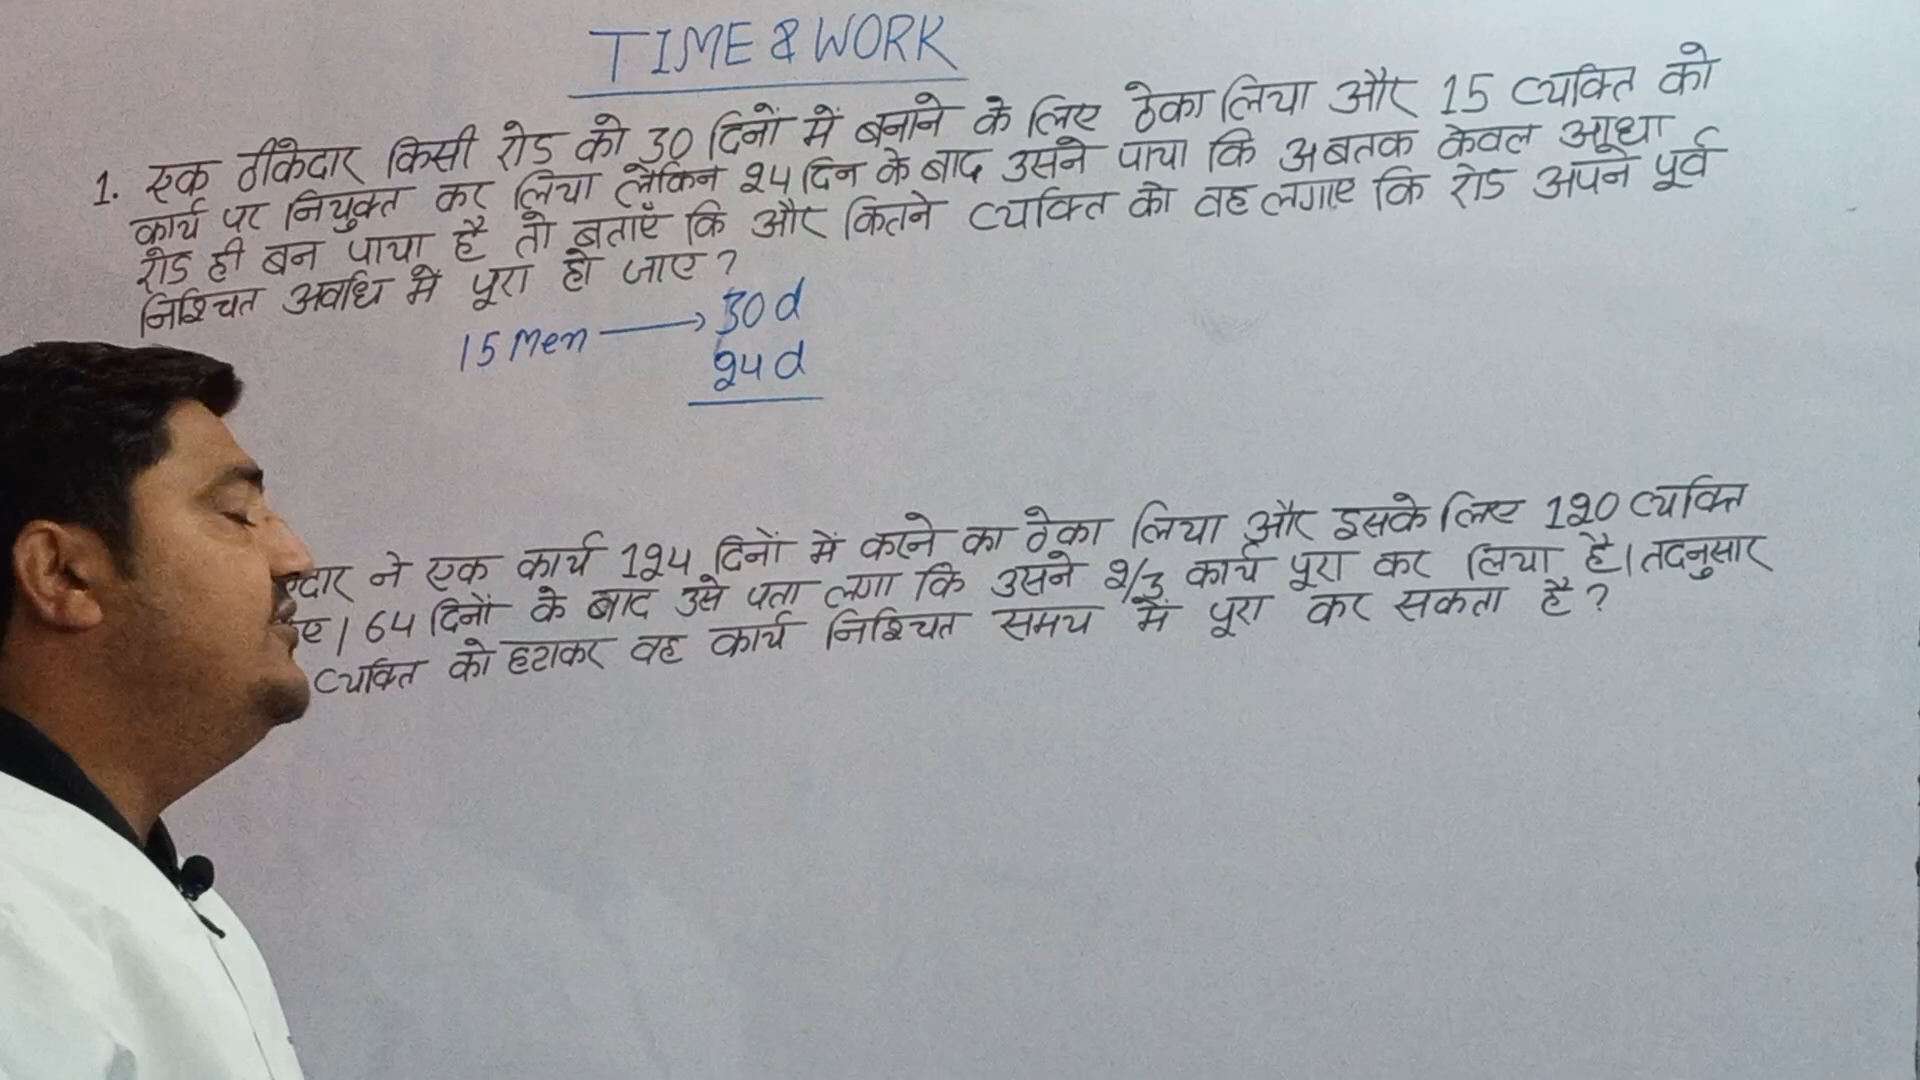 TIME & WORK
1. एक ठीकेदार किसी रोड को 30 दिनों में बनाने के लिए ठेका लिया और 15 व्यक्ति को
कार्य पर नियुक्त कर लिया लेकिन 24 दिन के बाद उसने पाया कि अबतक केवल आधा
रोड ही बन पाया है तो बताएँ कि और कितने व्यक्ति को वह लगाए कि रोड अपने पूर्व
निश्चित अवधि में पूरा हो जाए?
15 Men → 30 d
24 d
ने एक कार्य 124 दिनों में करने का ठेका लिया और इसके लिए 120 व्यक्ति
। 64 दिनों के बाद उसे पता लगा कि उसने 2/3 कार्य पूरा कर लिया है। तदनुसार
व्यक्ति को हटाकर वह कार्य निश्चित समय में पूरा कर सकता है?